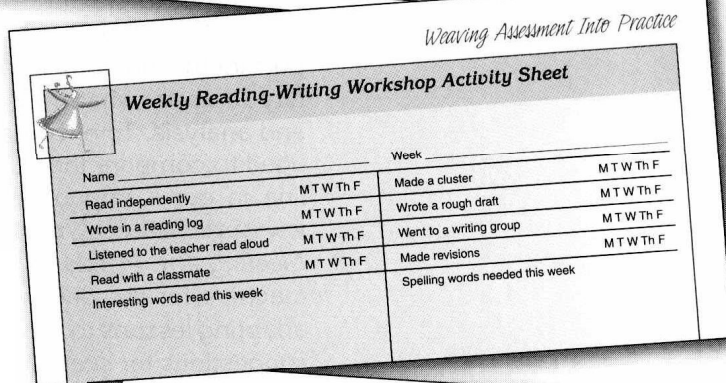 Weaving Assessment Into Practice
Weekly Reading-Writing Workshop Activity Sheet
Name Week
Read independently M T W Th F Made a cluster M T W Th F
Wrote in a reading log M T W Th F Wrote a rough draft M T W Th F
Listened to the teacher read aloud M T W Th F Went to a writing group M T W Th F
Read with a classmate M T W Th F Made revisions M T W Th F
Interesting words read this week Spelling words needed this week